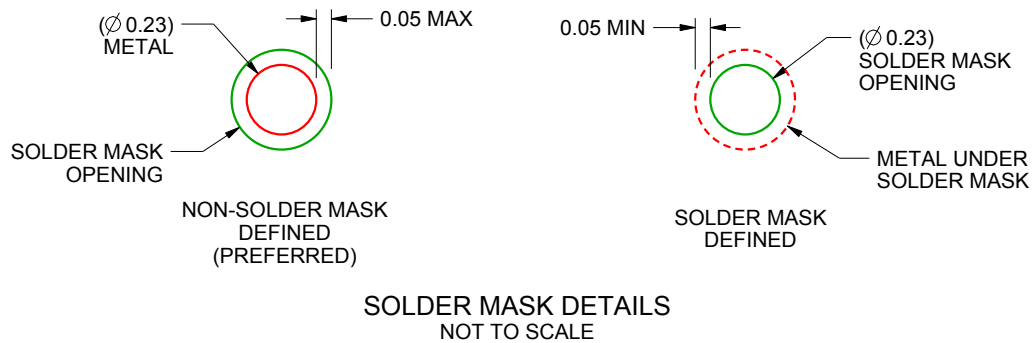 (Ø 0.23)
METAL
0.05 MAX
SOLDER MASK
OPENING
NON-SOLDER MASK
DEFINED
(PREFERRED)
0.05 MIN
(Ø 0.23)
SOLDER MASK
OPENING
METAL UNDER
SOLDER MASK
SOLDER MASK
DEFINED
SOLDER MASK DETAILS
NOT TO SCALE